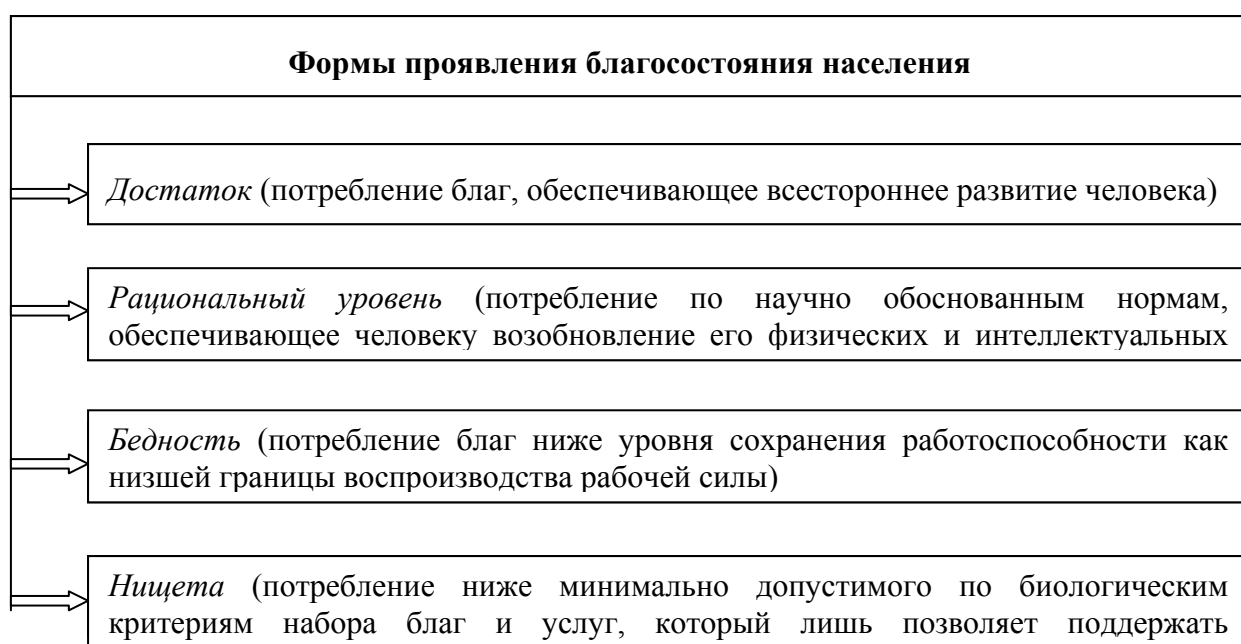 Формы проявления благосостояния населения
Достаток (потребление благ, обеспечивающее всестороннее развитие человека)
Рациональный уровень (потребление по научно обоснованным нормам,
обеспечивающее человеку возобновление его физических и интеллектуальных
Бедность (потребление благ ниже уровня сохранения работоспособности как
низшей границы воспроизводства рабочей силы)
Нищета (потребление ниже минимально допустимого по биологическим
критериям набора благ и услуг, который лишь позволяет поддержать